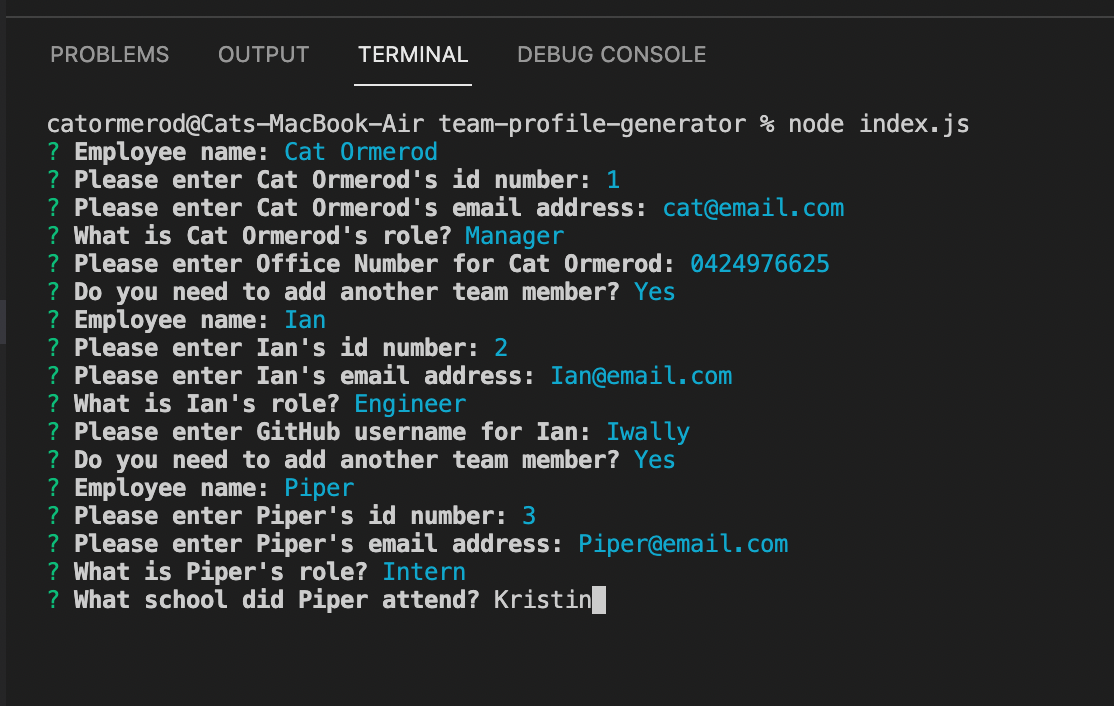 PROBLEMS OUTPUT TERMINAL DEBUG CONSOLE
catormerod@Cats-MacBook-Air team-profile-generator % node index.js
? Employee name: Cat Ormerod
? Please enter Cat Ormerod's id number: 1
? Please enter Cat Ormerod's email address: cat@email.com
? What is Cat Ormerod's role? Manager
? Please enter Office Number for Cat Ormerod: 0424976625
? Do you need to add another team member? Yes
? Employee name: Ian
? Please enter Ian's id number: 2
? Please enter Ian's email address: Ian@email.com
? What is Ian's role? Engineer
? Please enter GitHub username for Ian: Iwally
? Do you need to add another team member? Yes
? Employee name: Piper
? Please enter Piper's id number: 3
? Please enter Piper's email address: Piper@email.com
? What is Piper's role? Intern
? What school did Piper attend? Kristin